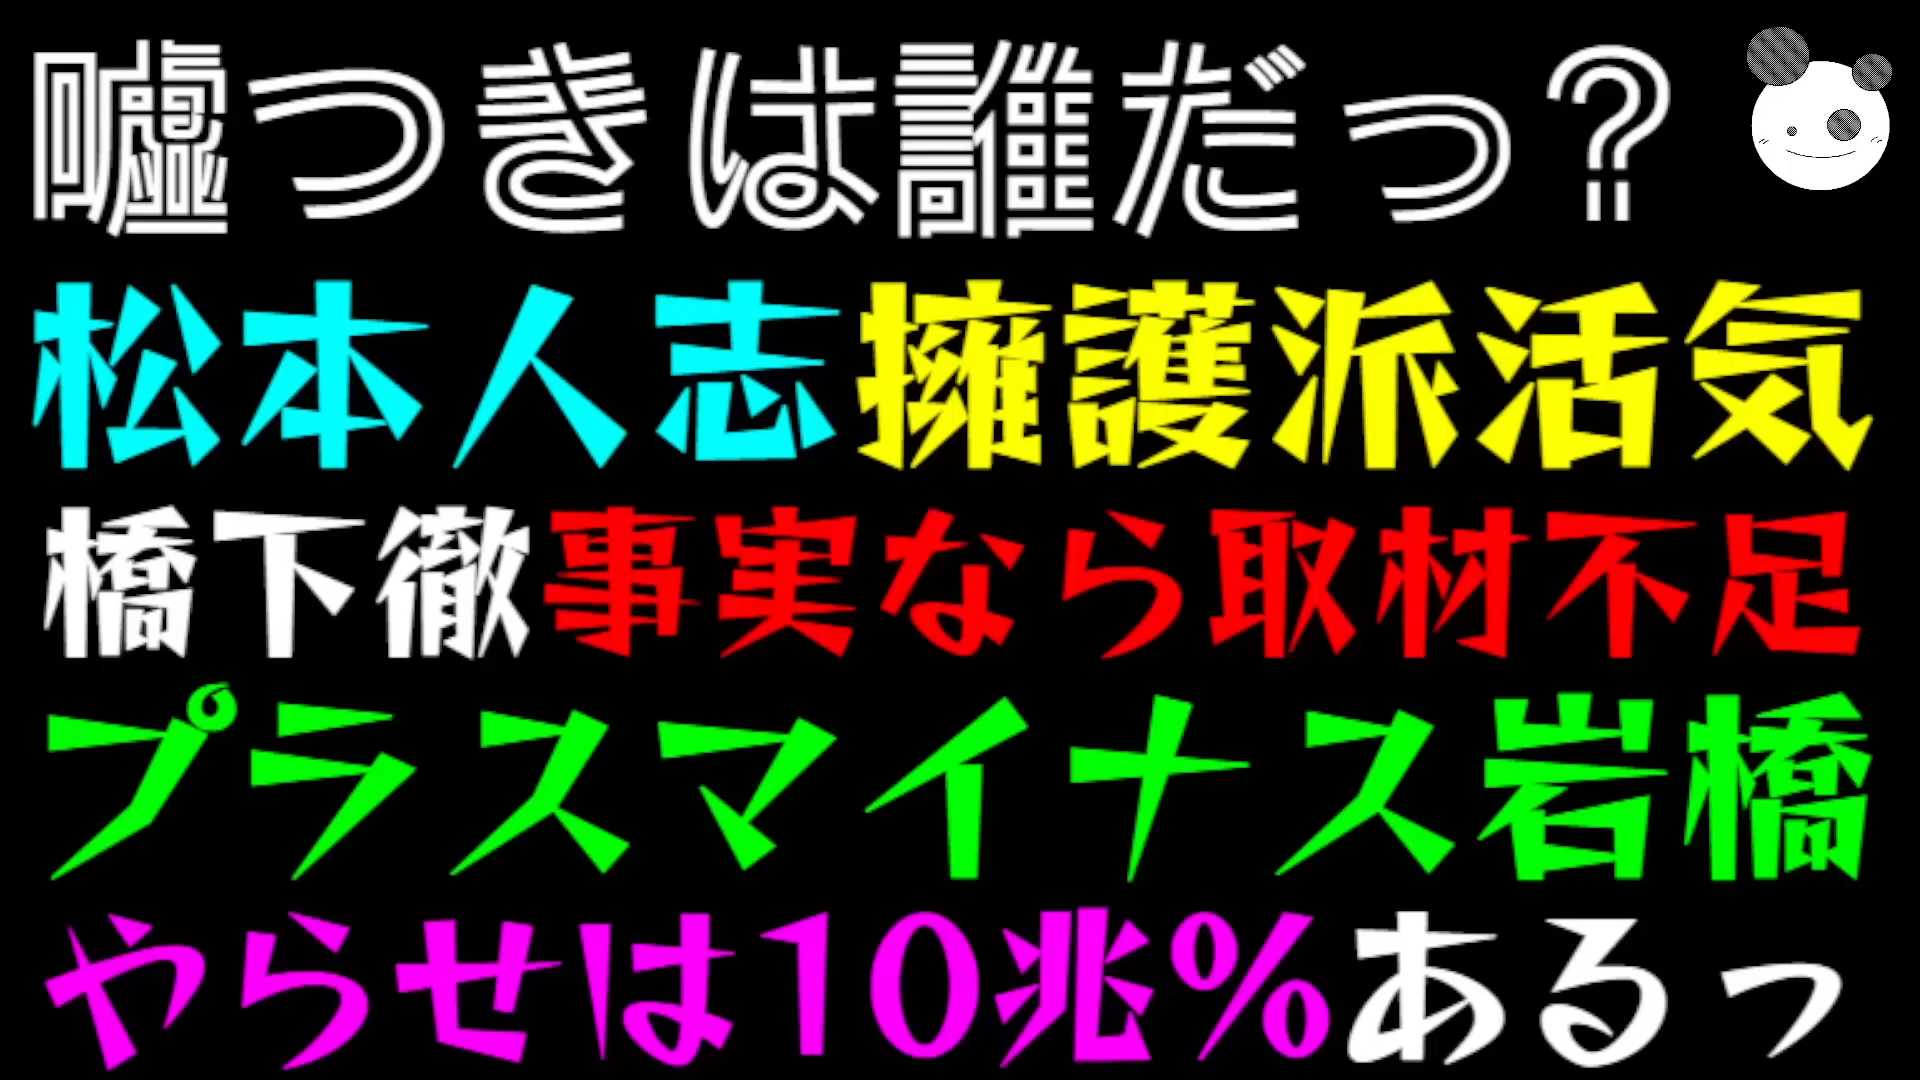 嘘つきは誰だっ？
松本人志擁護派活気
橋下徹事実なら取材不足
プラスマイナス岩橋
やらせは10兆%あるっ